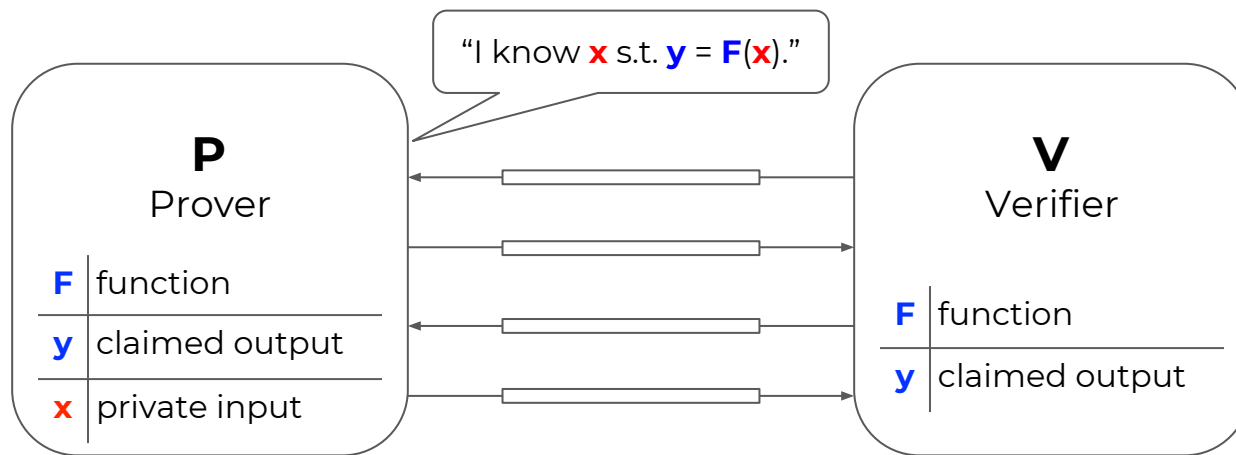 “I know x s.t. y = F(x).”
P
Prover
F function
y claimed output
x private input
V
Verifier
F function
y claimed output